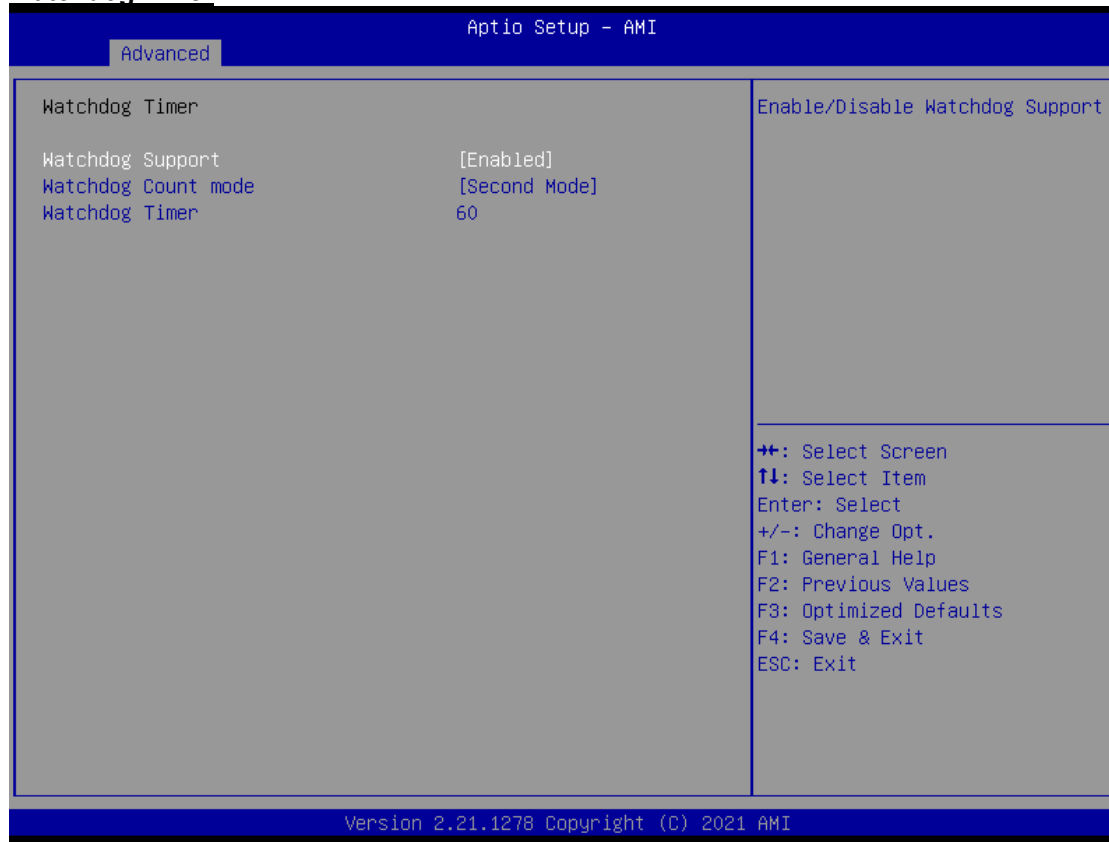 Aptio Setup – AMI
Advanced
Watchdog Timer
Enable/Disable Watchdog Support
Watchdog Support [Enabled]
Watchdog Count mode [Second Mode]
Watchdog Timer 60
→←: Select Screen
↑↓: Select Item
Enter: Select
+/-: Change Opt.
F1: General Help
F2: Previous Values
F3: Optimized Defaults
F4: Save & Exit
ESC: Exit
Version 2.21.1278 Copyright (C) 2021 AMI